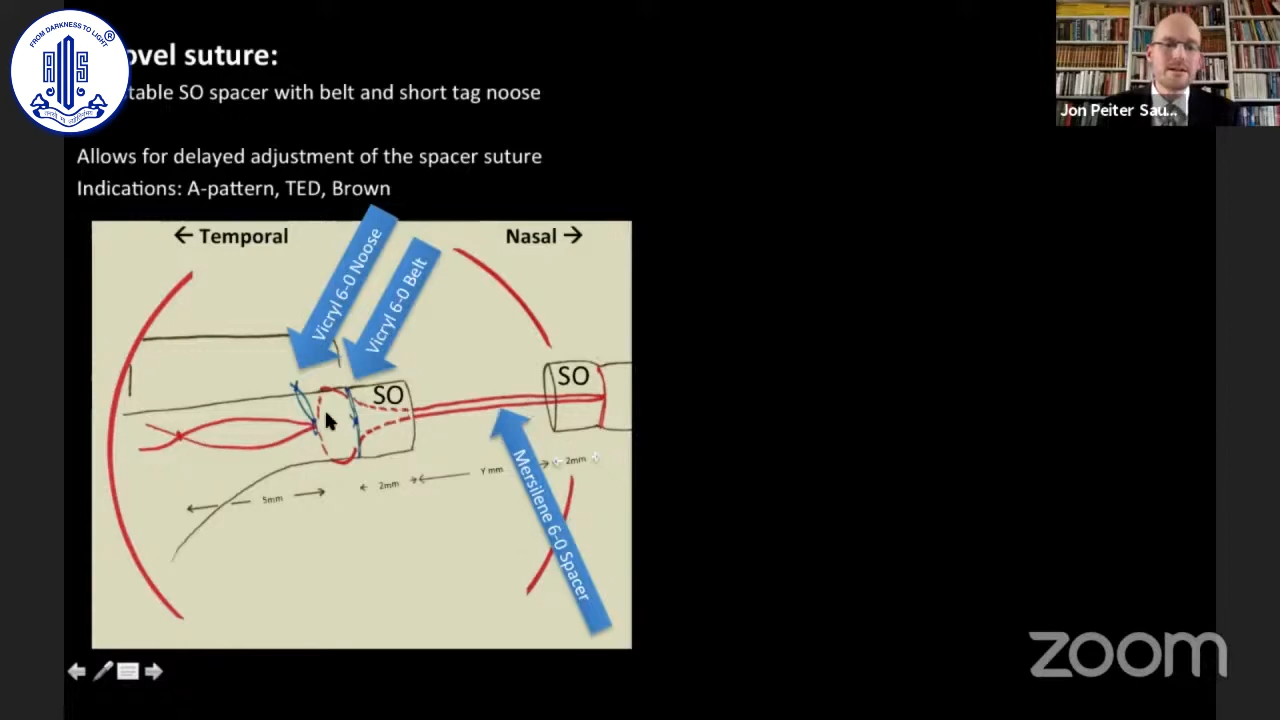 FROM DARKNESS TO LIGHT
AIOS
ovel suture:
table SO spacer with belt and short tag noose
Jon Peiter Sau...
Allows for delayed adjustment of the spacer suture
Indications: A-pattern, TED, Brown
← Temporal
Nasal →
Vicryl 6-0 Noose
Vicryl 6-0 Belt
SO
SO
5mm
2mm
Y mm
2mm
Mersilene 6-0 Spacer
zoom